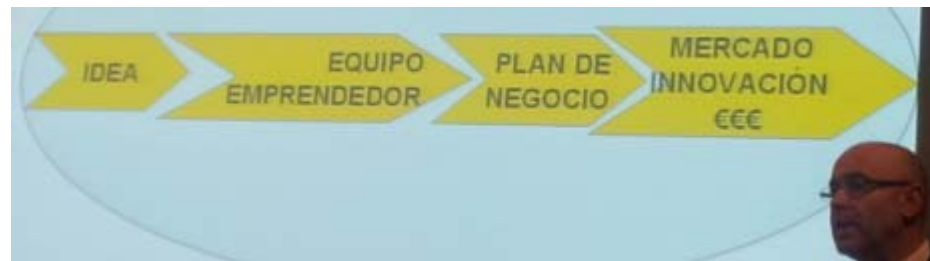 IDEA
EQUIPO
EMPRENDEDOR
PLAN DE
NEGOCIO
MERCADO
INNOVACIÓN
€€€